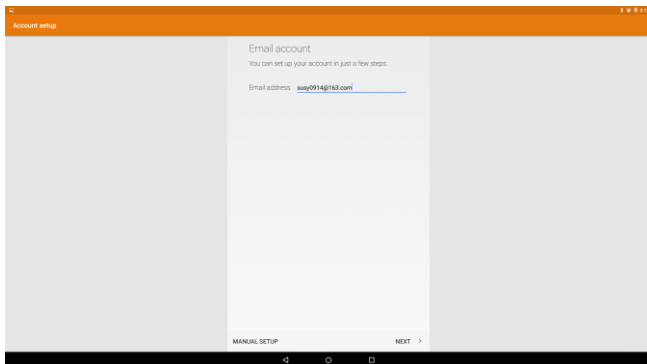 Account setup
Email account
You can set up your account in just a few steps.
Email address susy0914@163.com
MANUAL SETUP NEXT